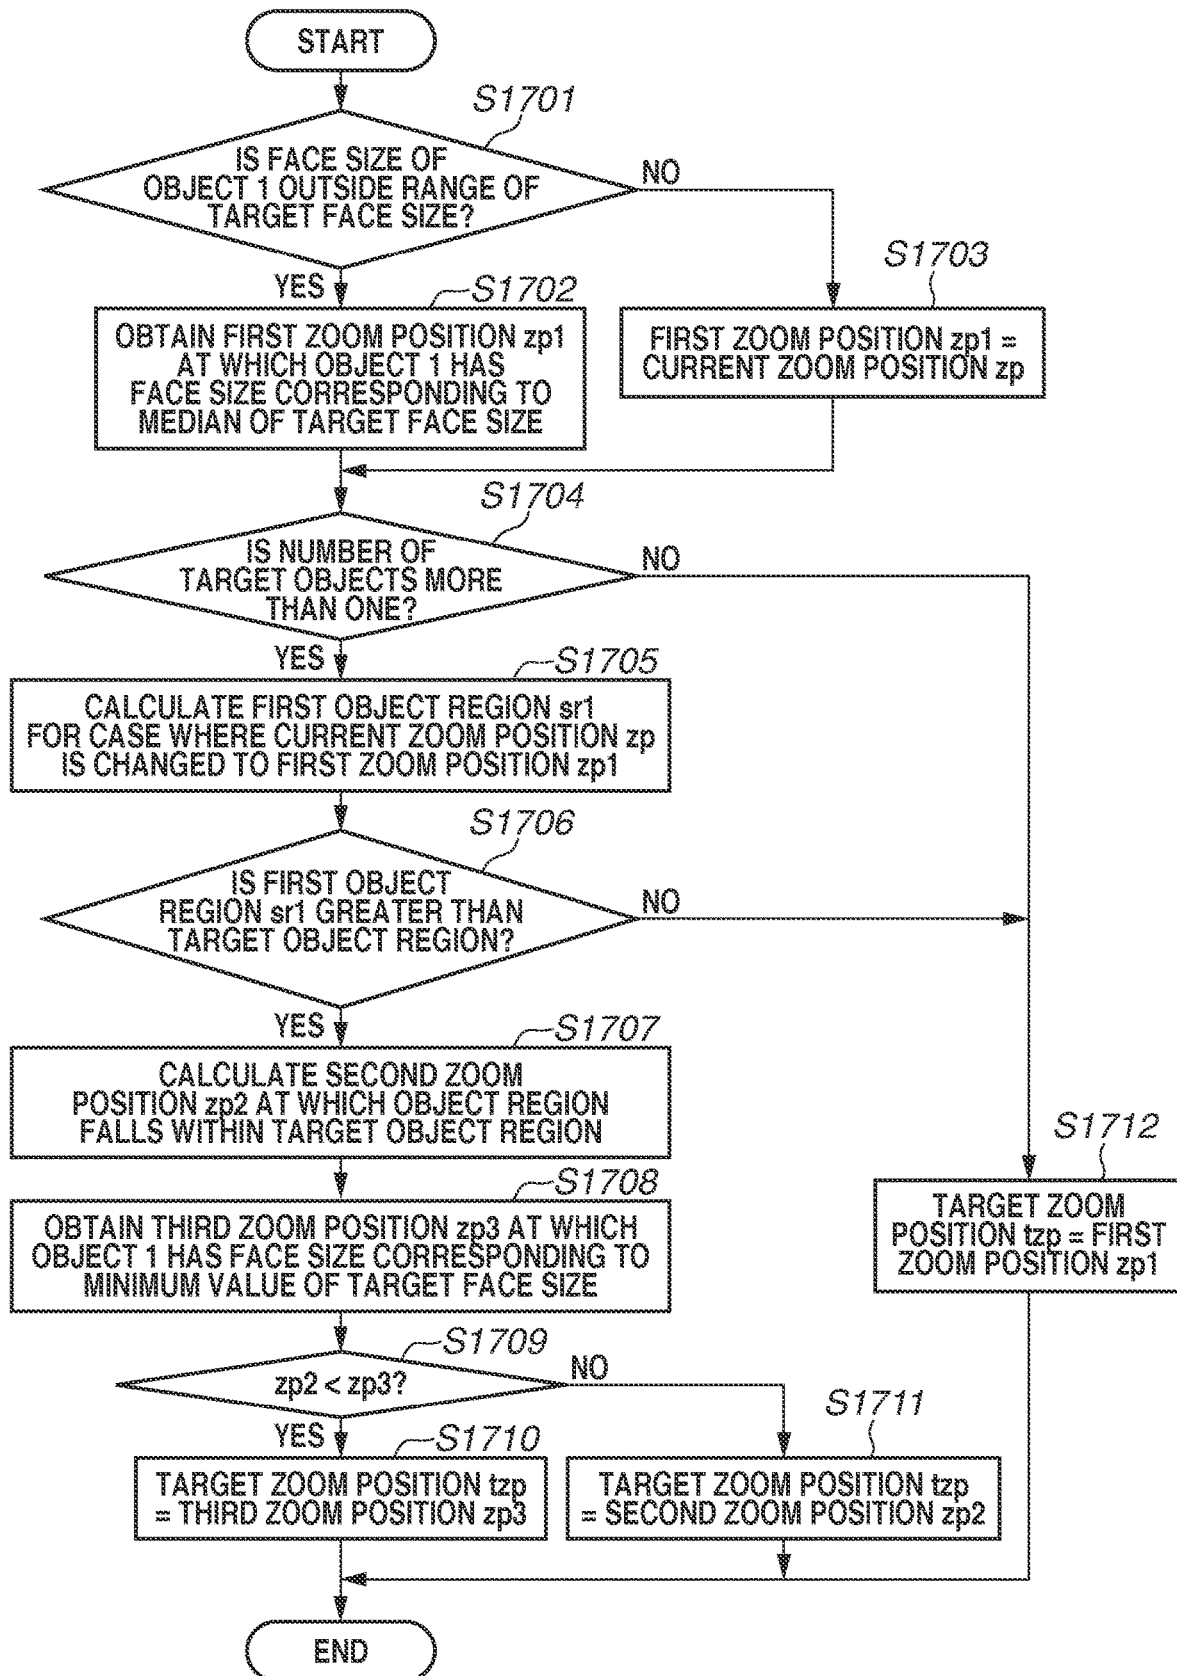 START
S1701
IS FACE SIZE OF
OBJECT 1 OUTSIDE RANGE OF
TARGET FACE SIZE?
NO
YES
S1702
OBTAIN FIRST ZOOM POSITION zp1
AT WHICH OBJECT 1 HAS
FACE SIZE CORRESPONDING TO
MEDIAN OF TARGET FACE SIZE
S1703
FIRST ZOOM POSITION zp1 =
CURRENT ZOOM POSITION zp
S1704
IS NUMBER OF
TARGET OBJECTS MORE
THAN ONE?
NO
YES
S1705
CALCULATE FIRST OBJECT REGION sr1
FOR CASE WHERE CURRENT ZOOM POSITION zp
IS CHANGED TO FIRST ZOOM POSITION zp1
S1706
IS FIRST OBJECT
REGION sr1 GREATER THAN
TARGET OBJECT REGION?
NO
YES
S1707
CALCULATE SECOND ZOOM
POSITION zp2 AT WHICH OBJECT REGION
FALLS WITHIN TARGET OBJECT REGION
S1708
OBTAIN THIRD ZOOM POSITION zp3 AT WHICH
OBJECT 1 HAS FACE SIZE CORRESPONDING TO
MINIMUM VALUE OF TARGET FACE SIZE
S1712
TARGET ZOOM
POSITION tzp = FIRST
ZOOM POSITION zp1
S1709
zp2 < zp3?
NO
YES
S1710
TARGET ZOOM POSITION tzp
= THIRD ZOOM POSITION zp3
S1711
TARGET ZOOM POSITION tzp
= SECOND ZOOM POSITION zp2
END